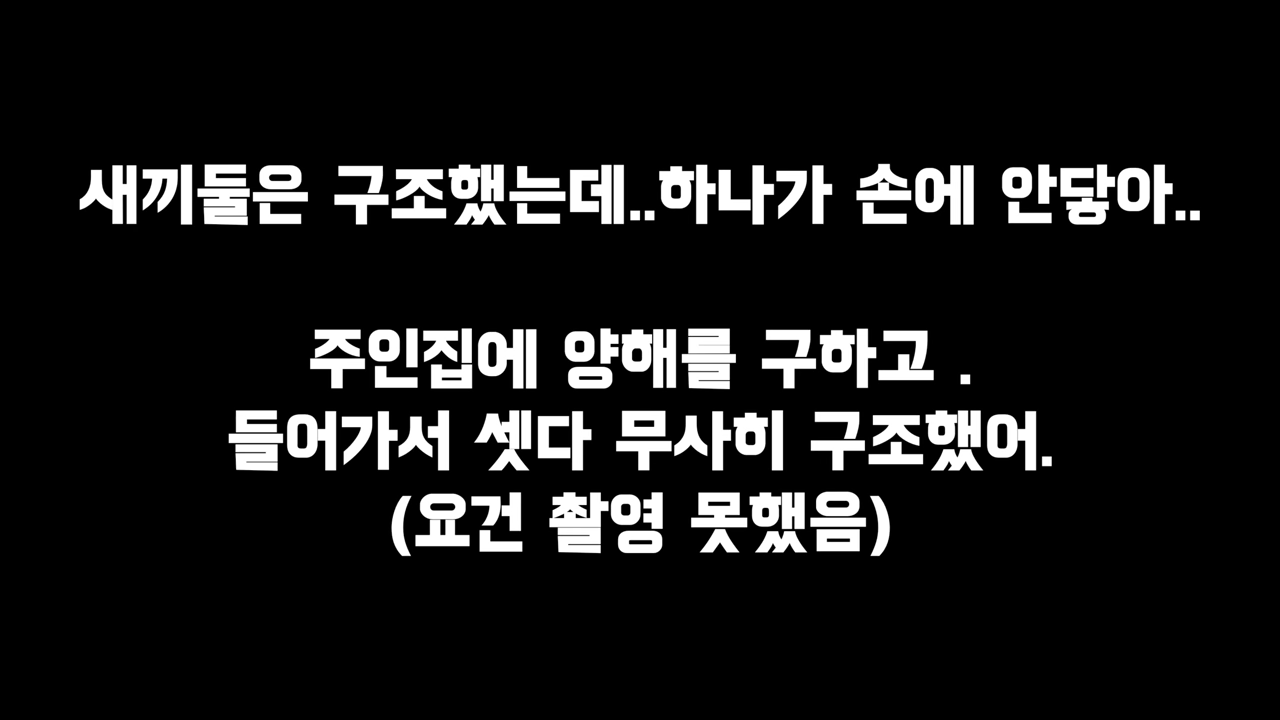 새끼둘은 구조했는데..하나가 손에 안닿아..
주인집에 양해를 구하고 .
들어가서 셋다 무사히 구조했어.
(요건 촬영 못했음)